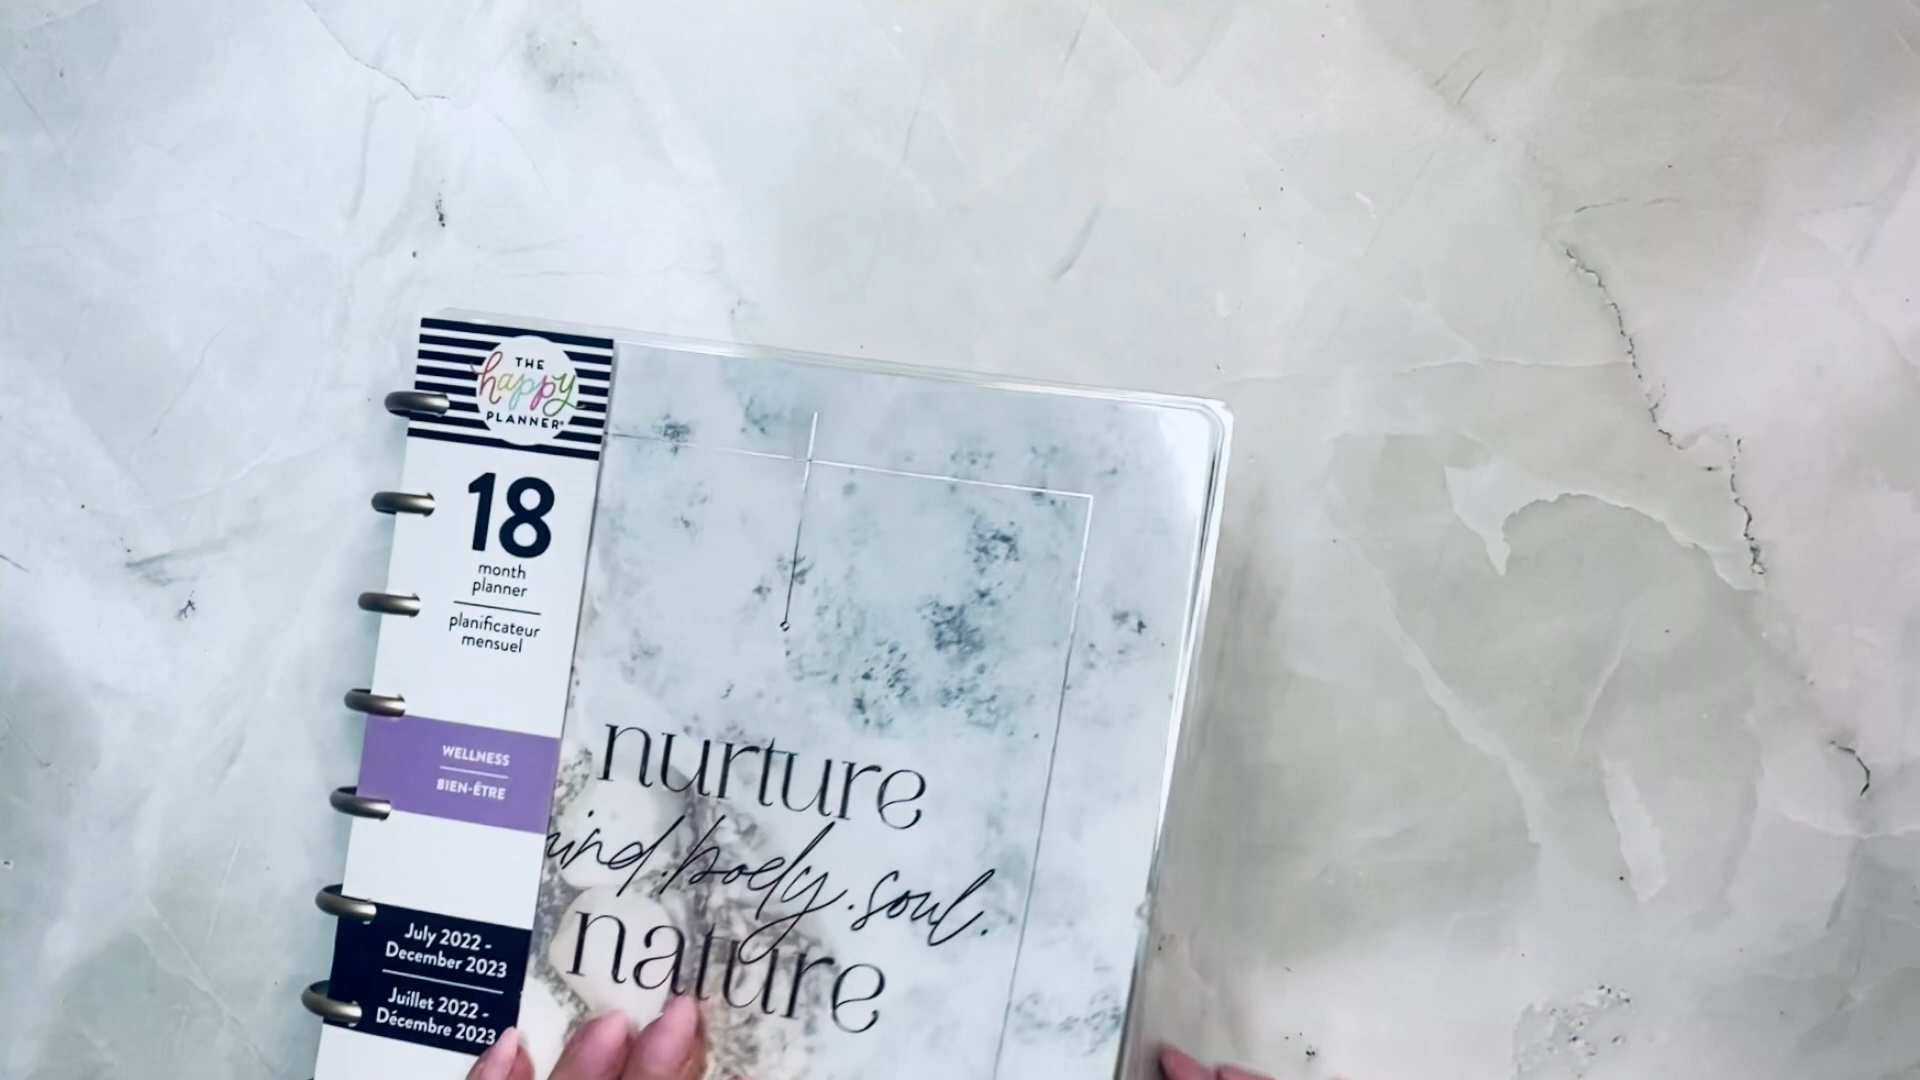 THE
happy
PLANNER®
18
month
planner
planificateur
mensuel
WELLNESS
BIEN-ÊTRE
July 2022 -
December 2023
Juillet 2022 -
Décembre 2023
nurture
mind.body.soul.
nature